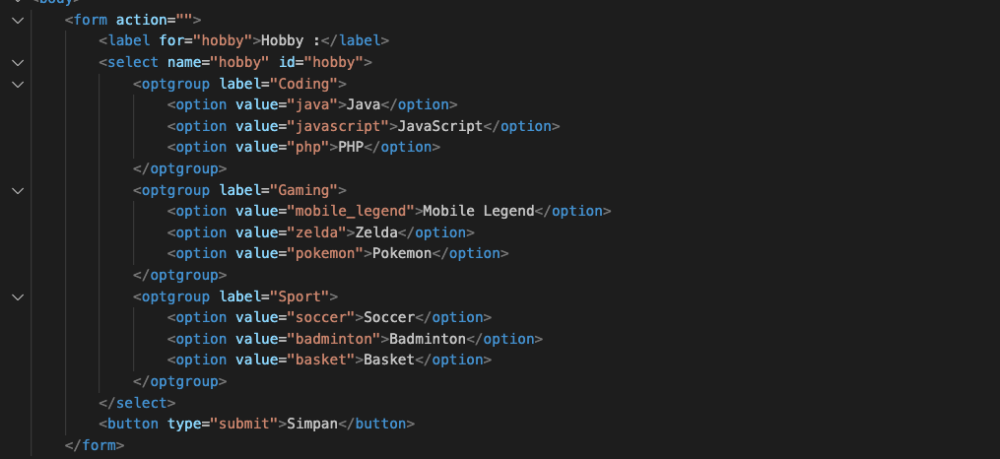 <body>
<form action="">
<label for="hobby">Hobby :</label>
<select name="hobby" id="hobby">
<optgroup label="Coding">
<option value="java">Java</option>
<option value="javascript">JavaScript</option>
<option value="php">PHP</option>
</optgroup>
<optgroup label="Gaming">
<option value="mobile_legend">Mobile Legend</option>
<option value="zelda">Zelda</option>
<option value="pokemon">Pokemon</option>
</optgroup>
<optgroup label="Sport">
<option value="soccer">Soccer</option>
<option value="badminton">Badminton</option>
<option value="basket">Basket</option>
</optgroup>
</select>
<button type="submit">Simpan</button>
</form>